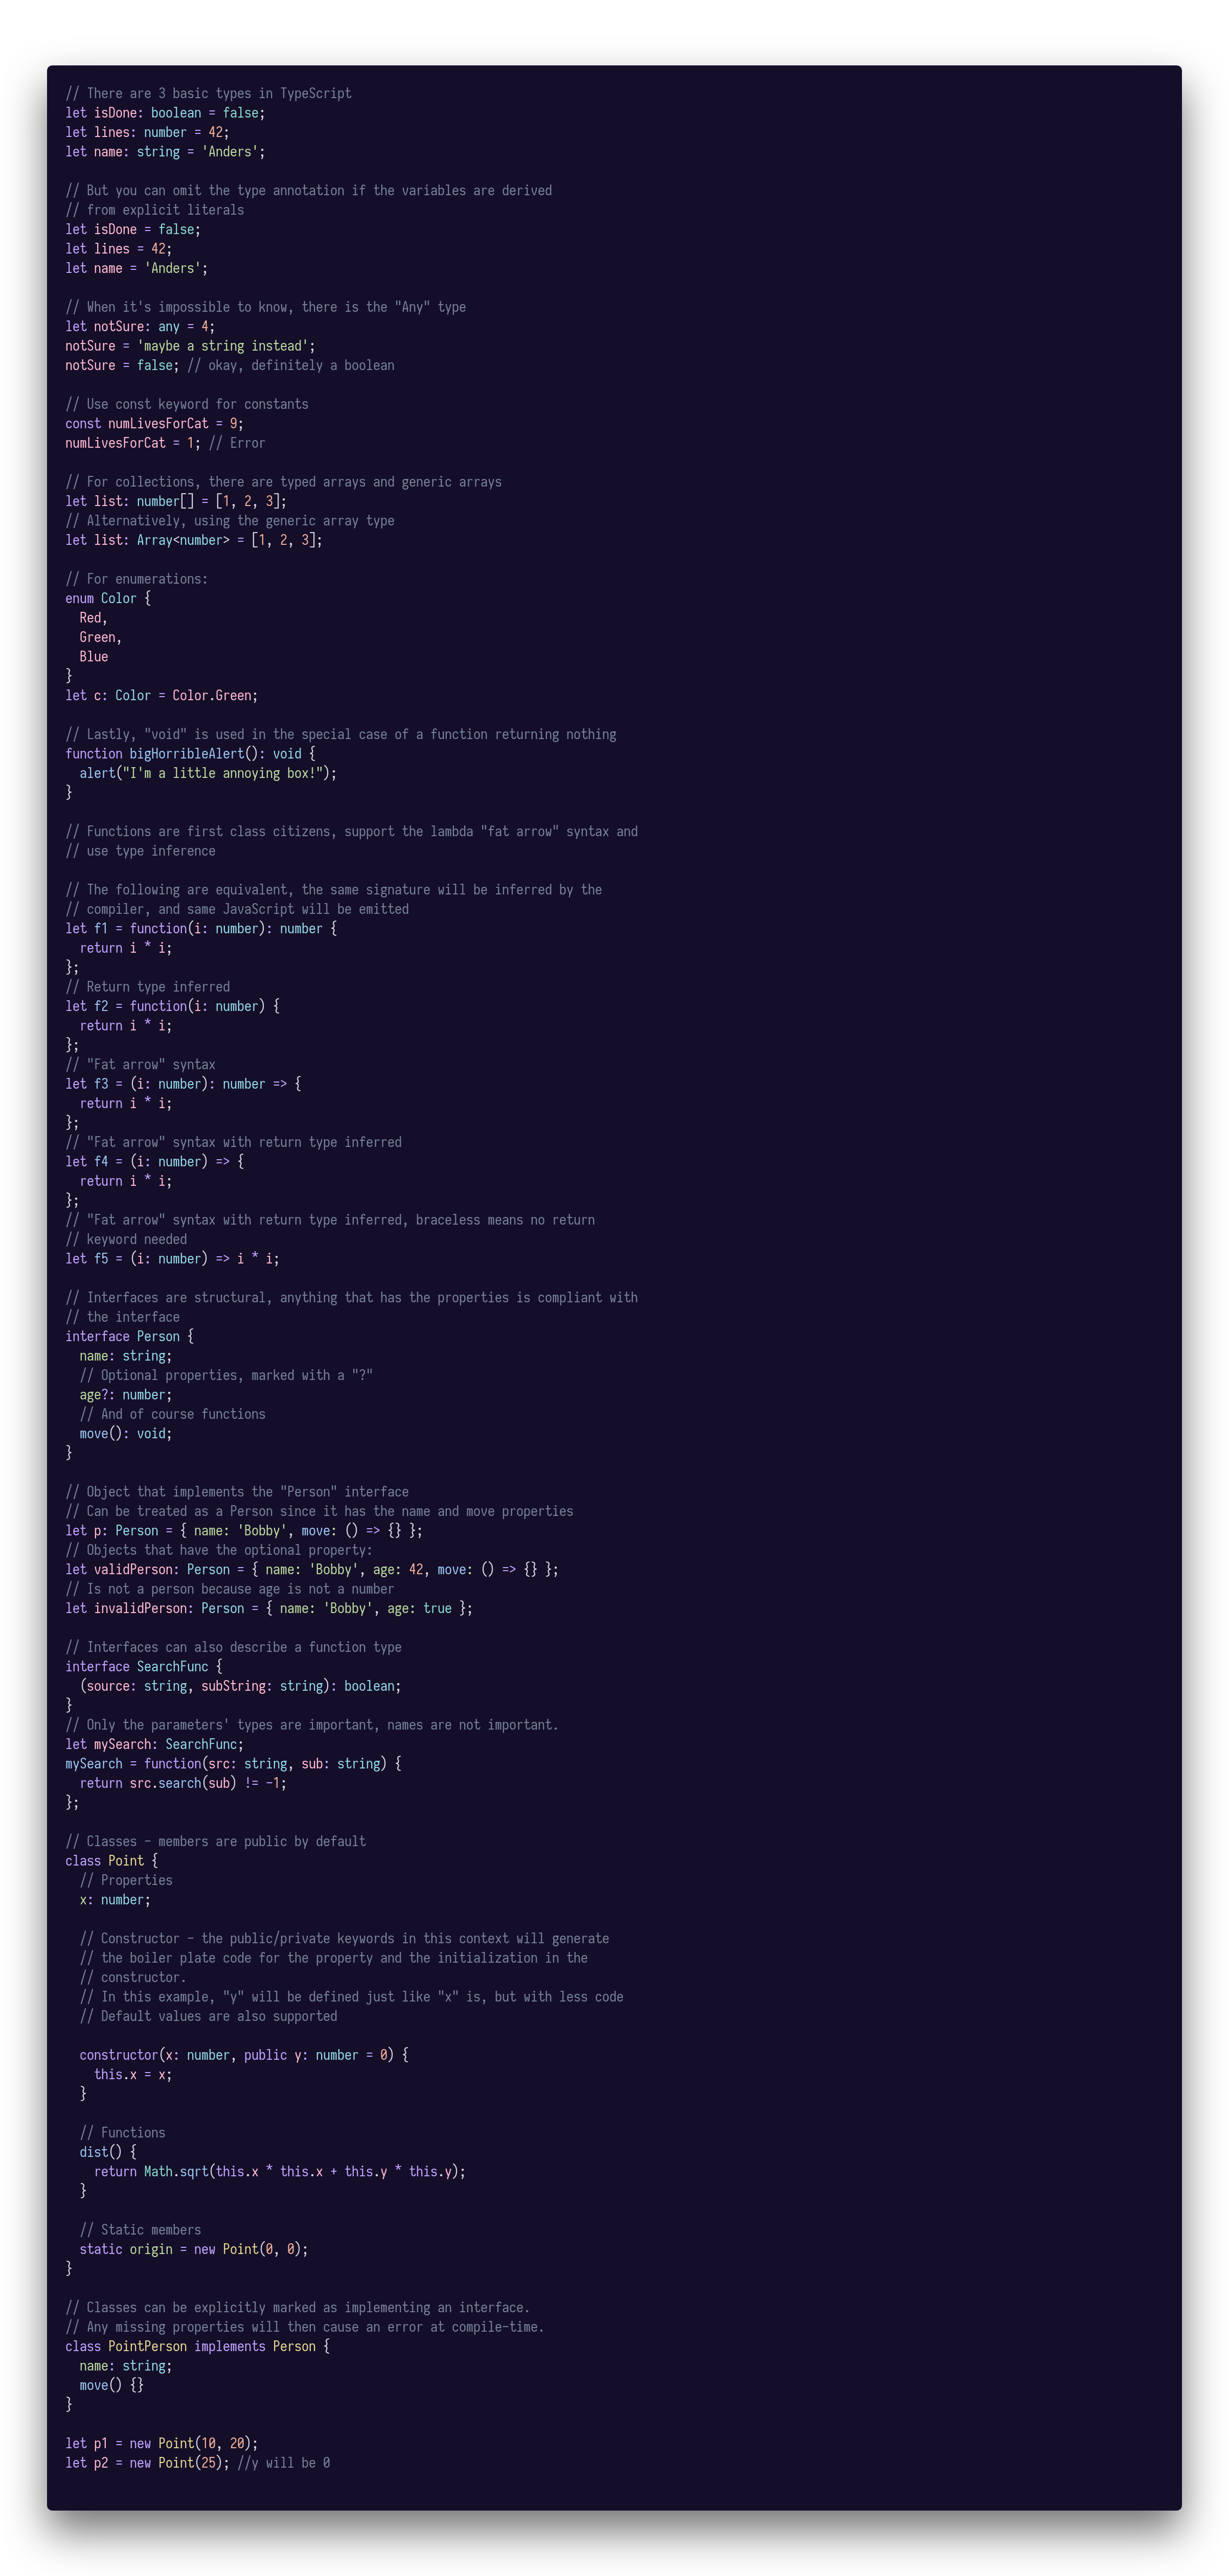 // There are 3 basic types in TypeScript
let isDone: boolean = false;
let lines: number = 42;
let name: string = 'Anders';

// But you can omit the type annotation if the variables are derived
// from explicit literals
let isDone = false;
let lines = 42;
let name = 'Anders';

// When it's impossible to know, there is the "Any" type
let notSure: any = 4;
notSure = 'maybe a string instead';
notSure = false; // okay, definitely a boolean

// Use const keyword for constants
const numLivesForCat = 9;
numLivesForCat = 1; // Error

// For collections, there are typed arrays and generic arrays
let list: number[] = [1, 2, 3];
// Alternatively, using the generic array type
let list: Array<number> = [1, 2, 3];

// For enumerations:
enum Color {
  Red,
  Green,
  Blue
}
let c: Color = Color.Green;

// Lastly, "void" is used in the special case of a function returning nothing
function bigHorribleAlert(): void {
  alert("I'm a little annoying box!");
}

// Functions are first class citizens, support the lambda "fat arrow" syntax and
// use type inference

// The following are equivalent, the same signature will be inferred by the
// compiler, and same JavaScript will be emitted
let f1 = function(i: number): number {
  return i * i;
};
// Return type inferred
let f2 = function(i: number) {
  return i * i;
};
// "Fat arrow" syntax
let f3 = (i: number): number => {
  return i * i;
};
// "Fat arrow" syntax with return type inferred
let f4 = (i: number) => {
  return i * i;
};
// "Fat arrow" syntax with return type inferred, braceless means no return
// keyword needed
let f5 = (i: number) => i * i;

// Interfaces are structural, anything that has the properties is compliant with
// the interface
interface Person {
  name: string;
  // Optional properties, marked with a "?"
  age?: number;
  // And of course functions
  move(): void;
}

// Object that implements the "Person" interface
// Can be treated as a Person since it has the name and move properties
let p: Person = { name: 'Bobby', move: () => {} };
// Objects that have the optional property:
let validPerson: Person = { name: 'Bobby', age: 42, move: () => {} };
// Is not a person because age is not a number
let invalidPerson: Person = { name: 'Bobby', age: true };

// Interfaces can also describe a function type
interface SearchFunc {
  (source: string, subString: string): boolean;
}
// Only the parameters' types are important, names are not important.
let mySearch: SearchFunc;
mySearch = function(src: string, sub: string) {
  return src.search(sub) != -1;
};

// Classes - members are public by default
class Point {
  // Properties
  x: number;

  // Constructor - the public/private keywords in this context will generate
  // the boiler plate code for the property and the initialization in the
  // constructor.
  // In this example, "y" will be defined just like "x" is, but with less code
  // Default values are also supported

  constructor(x: number, public y: number = 0) {
    this.x = x;
  }

  // Functions
  dist() {
    return Math.sqrt(this.x * this.x + this.y * this.y);
  }

  // Static members
  static origin = new Point(0, 0);
}

// Classes can be explicitly marked as implementing an interface.
// Any missing properties will then cause an error at compile-time.
class PointPerson implements Person {
  name: string;
  move() {}
}

let p1 = new Point(10, 20);
let p2 = new Point(25); //y will be 0